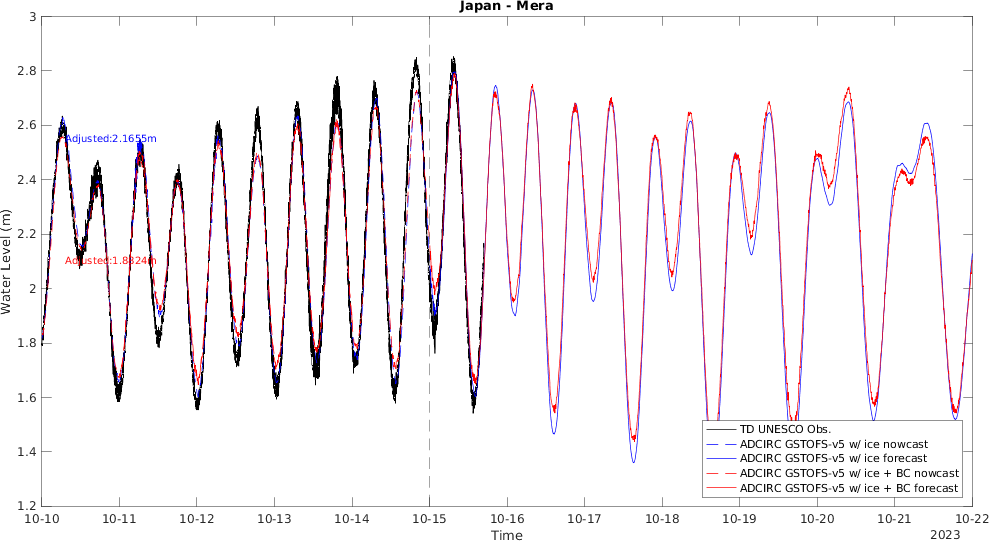 Japan - Mera
Water Level (m)
3
2.8
2.6
2.4
2.2
2
1.8
1.6
1.4
1.2
Adjusted:2.1655m
Adjusted:1.8824m
TD UNESCO Obs.
ADCIRC GSTOFS-v5 w/ ice nowcast
ADCIRC GSTOFS-v5 w/ ice forecast
ADCIRC GSTOFS-v5 w/ ice + BC nowcast
ADCIRC GSTOFS-v5 w/ ice + BC forecast
10-10 10-11 10-12 10-13 10-14 10-15 10-16 10-17 10-18 10-19 10-20 10-21 10-22
Time
2023